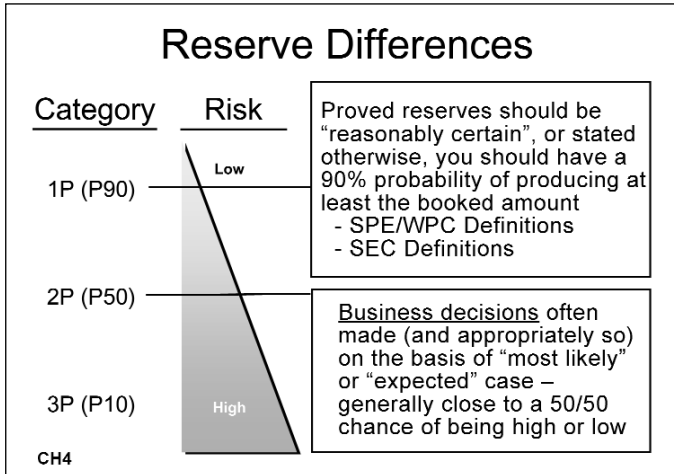 Reserve Differences
Category
Risk
Proved reserves should be
“reasonably certain”, or stated
otherwise, you should have a
90% probability of producing at
least the booked amount
- SPE/WPC Definitions
- SEC Definitions
Low
1P (P90)
2P (P50)
Business decisions often
made (and appropriately so)
on the basis of “most likely”
or “expected” case –
generally close to a 50/50
chance of being high or low
3P (P10)
High
CH4